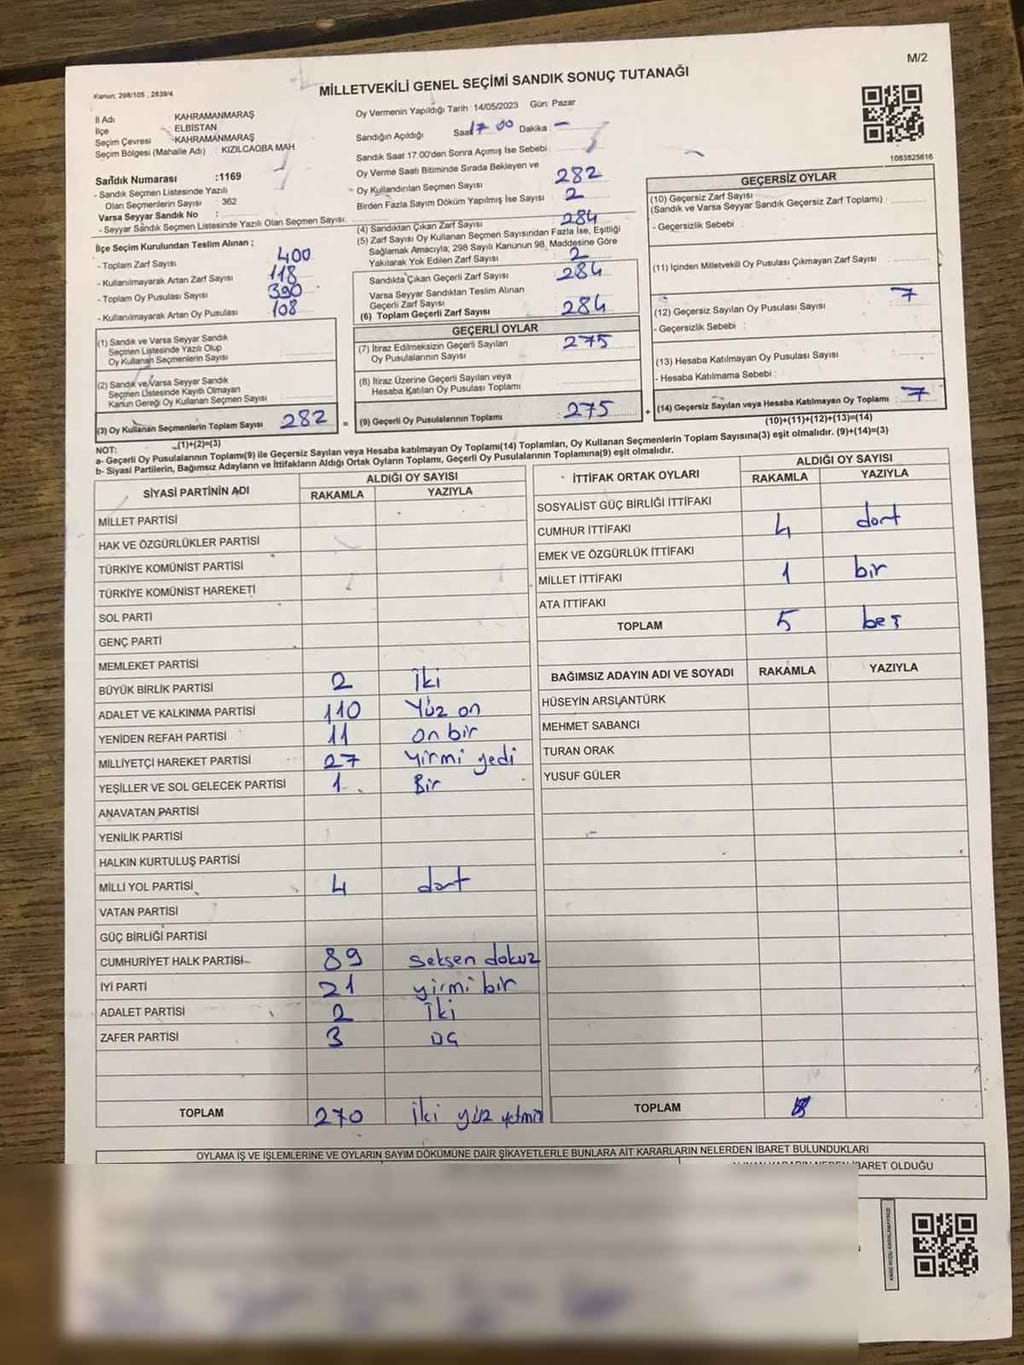 M/2
Kanun: 298/105 , 2839/4
MİLLETVEKİLİ GENEL SEÇİMİ SANDIK SONUÇ TUTANAĞI
İl Adı : KAHRAMANMARAŞ
İlçe : ELBİSTAN
Seçim Çevresi : KAHRAMANMARAŞ
Seçim Bölgesi (Mahalle Adı) : KIZILCAOBA MAH
Sandık Numarası :1169
- Sandık Seçmen Listesinde Yazılı
Olan Seçmenlerin Sayısı : 362
Varsa Seyyar Sandık No :
- Seyyar Sandık Seçmen Listesinde Yazılı Olan Seçmen Sayısı:
İlçe Seçim Kurulundan Teslim Alınan :
- Toplam Zarf Sayısı : 400
- Kullanılmayarak Artan Zarf Sayısı : 118
- Toplam Oy Pusulası Sayısı : 390
- Kullanılmayarak Artan Oy Pusulası : 108
(1) Sandık ve Varsa Seyyar Sandık
Seçmen Listesinde Yazılı Olup
Oy Kullanan Seçmenlerin Sayısı
(2) Sandık ve Varsa Seyyar Sandık
Seçmen Listesinde Kayıtlı Olmayan
Kanun Gereği Oy Kullanan Seçmen Sayısı
(3) Oy Kullanan Seçmenlerin Toplam Sayısı 282
(1)+(2)=(3)
Oy Vermenin Yapıldığı Tarih :14/05/2023 Gün: Pazar
Sandığın Açıldığı Saat 17 00 Dakika : -
Sandık Saat 17:00'den Sonra Açımış İse Sebebi :
Oy Verme Saati Bitiminde Sırada Bekleyen ve
Oy Kullandırılan Seçmen Sayısı 282
Birden Fazla Sayım Döküm Yapılmış İse Sayısı 2
(4) Sandıktan Çıkan Zarf Sayısı 284
(5) Zarf Sayısı Oy Kullanan Seçmen Sayısından Fazla İse, Eşitliği
Sağlamak Amacıyla; 298 Sayılı Kanunun 98. Maddesine Göre
Yakılarak Yok Edilen Zarf Sayısı 2
Sandıkta Çıkan Geçerli Zarf Sayısı 284
Varsa Seyyar Sandıktan Teslim Alınan
Geçerli Zarf Sayısı
(6) Toplam Geçerli Zarf Sayısı 284
GEÇERLİ OYLAR
(7) İtiraz Edilmeksizin Geçerli Sayılan
Oy Pusulalarının Sayısı 275
(8) İtiraz Üzerine Geçerli Sayılan veya
Hesaba Katılan Oy Pusulası Toplamı
= (9) Geçerli Oy Pusulalarının Toplamı 275
1083825616
GEÇERSİZ OYLAR
(10) Geçersiz Zarf Sayısı
(Sandık ve Varsa Seyyar Sandık Geçersiz Zarf Toplamı) :
- Geçersizlik Sebebi :
(11) İçinden Milletvekili Oy Pusulası Çıkmayan Zarf Sayısı :
(12) Geçersiz Sayılan Oy Pusulası Sayısı 7
- Geçersizlik Sebebi :
(13) Hesaba Katılmayan Oy Pusulası Sayısı
- Hesaba Katılmama Sebebi :
+ (14) Geçersiz Sayılan veya Hesaba Katılmayan Oy Toplamı : 7
(10)+(11)+(12)+(13)=(14)
NOT:
a- Geçerli Oy Pusulalarının Toplamı(9) ile Geçersiz Sayılan veya Hesaba katılmayan Oy Toplamı(14) Toplamları, Oy Kullanan Seçmenlerin Toplam Sayısına(3) eşit olmalıdır. (9)+(14)=(3)
b- Siyasi Partilerin, Bağımsız Adayların ve İttifakların Aldığı Ortak Oyların Toplamı, Geçerli Oy Pusulalarının Toplamına(9) eşit olmalıdır.
SİYASİ PARTİNİN ADI ALDIĞI OY SAYISI
RAKAMLA YAZIYLA
MİLLET PARTİSİ
HAK VE ÖZGÜRLÜKLER PARTİSİ
TÜRKİYE KOMÜNİST PARTİSİ
TÜRKİYE KOMÜNİST HAREKETİ
SOL PARTİ
GENÇ PARTİ
MEMLEKET PARTİSİ
BÜYÜK BİRLİK PARTİSİ 2 İki
ADALET VE KALKINMA PARTİSİ 110 Yüz on
YENİDEN REFAH PARTİSİ 11 on bir
MİLLİYETÇİ HAREKET PARTİSİ 27 Yirmi yedi
YEŞİLLER VE SOL GELECEK PARTİSİ 1 Bir
ANAVATAN PARTİSİ
YENİLİK PARTİSİ
HALKIN KURTULUŞ PARTİSİ
MİLLİ YOL PARTİSİ 4 dört
VATAN PARTİSİ
GÜÇ BİRLİĞİ PARTİSİ
CUMHURİYET HALK PARTİSİ 89 Seksen dokuz
İYİ PARTİ 21 yirmi bir
ADALET PARTİSİ 2 İki
ZAFER PARTİSİ 3 üç
TOPLAM 270 İki yüz yetmiş
İTTİFAK ORTAK OYLARI ALDIĞI OY SAYISI
RAKAMLA YAZIYLA
SOSYALİST GÜÇ BİRLİĞİ İTTİFAKI
CUMHUR İTTİFAKI 4 dört
EMEK VE ÖZGÜRLÜK İTTİFAKI
MİLLET İTTİFAKI 1 bir
ATA İTTİFAKI
TOPLAM 5 beş
BAĞIMSIZ ADAYIN ADI VE SOYADI RAKAMLA YAZIYLA
HÜSEYİN ARSLANTÜRK
MEHMET SABANCI
TURAN ORAK
YUSUF GÜLER
TOPLAM
OYLAMA İŞ VE İŞLEMLERİNE VE OYLARIN SAYIM DÖKÜMÜNE DAİR ŞİKAYETLERLE BUNLARA AİT KARARLARIN NELERDEN İBARET BULUNDUKLARI
İBARET OLDUĞU